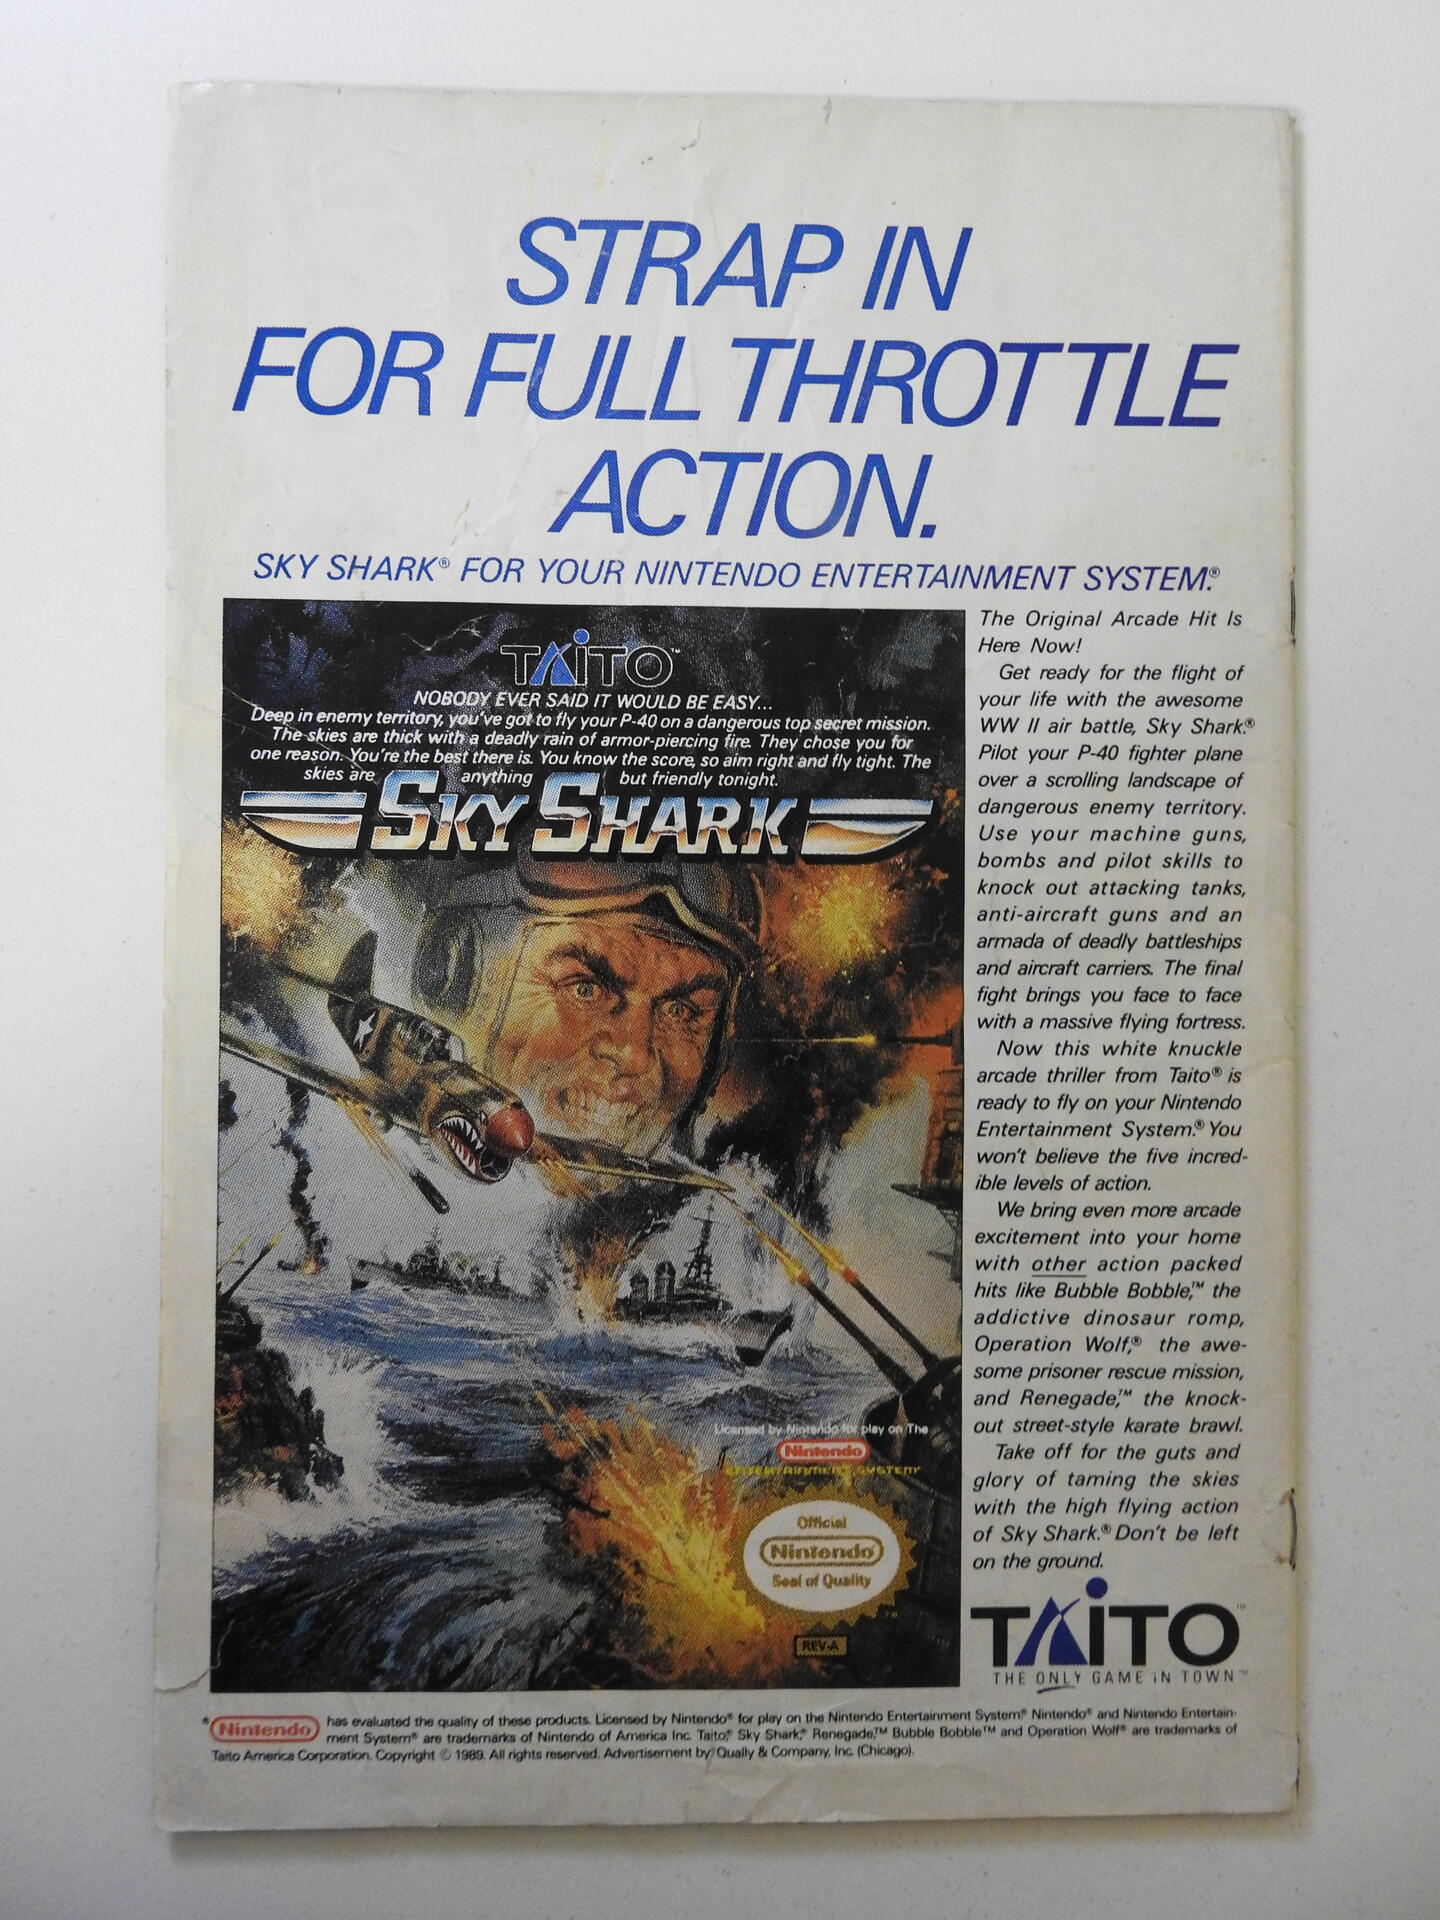 STRAP IN
FOR FULL THROTTLE
ACTION.
SKY SHARK® FOR YOUR NINTENDO ENTERTAINMENT SYSTEM.®
TAITO™
NOBODY EVER SAID IT WOULD BE EASY...
Deep in enemy territory, you've got to fly your P-40 on a dangerous top secret mission.
The skies are thick with a deadly rain of armor-piercing fire. They chose you for
one reason. You're the best there is. You know the score, so aim right and fly tight. The
skies are anything but friendly tonight.
SKY SHARK
Licensed by Nintendo for play on The
Nintendo
ENTERTAINMENT SYSTEM®
Official
Nintendo®
Seal of Quality
™
REV-A
The Original Arcade Hit Is
Here Now!
Get ready for the flight of
your life with the awesome
WW II air battle, Sky Shark.®
Pilot your P-40 fighter plane
over a scrolling landscape of
dangerous enemy territory.
Use your machine guns,
bombs and pilot skills to
knock out attacking tanks,
anti-aircraft guns and an
armada of deadly battleships
and aircraft carriers. The final
fight brings you face to face
with a massive flying fortress.
Now this white knuckle
arcade thriller from Taito® is
ready to fly on your Nintendo
Entertainment System.® You
won't believe the five incred-
ible levels of action.
We bring even more arcade
excitement into your home
with other action packed
hits like Bubble Bobble,™ the
addictive dinosaur romp,
Operation Wolf,® the awe-
some prisoner rescue mission,
and Renegade,™ the knock-
out street-style karate brawl.
Take off for the guts and
glory of taming the skies
with the high flying action
of Sky Shark.® Don't be left
on the ground.
TAITO™
THE ONLY GAME IN TOWN™
® Nintendo has evaluated the quality of these products. Licensed by Nintendo® for play on the Nintendo Entertainment System.® Nintendo® and Nintendo Entertain-
ment System® are trademarks of Nintendo of America Inc. Taito,® Sky Shark,® Renegade,™ Bubble Bobble™ and Operation Wolf® are trademarks of
Taito America Corporation. Copyright © 1989. All rights reserved. Advertisement by Qually & Company, Inc. (Chicago).